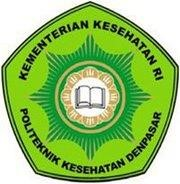 KEMENTERIAN KESEHATAN RI
POLITEKNIK KESEHATAN DENPASAR